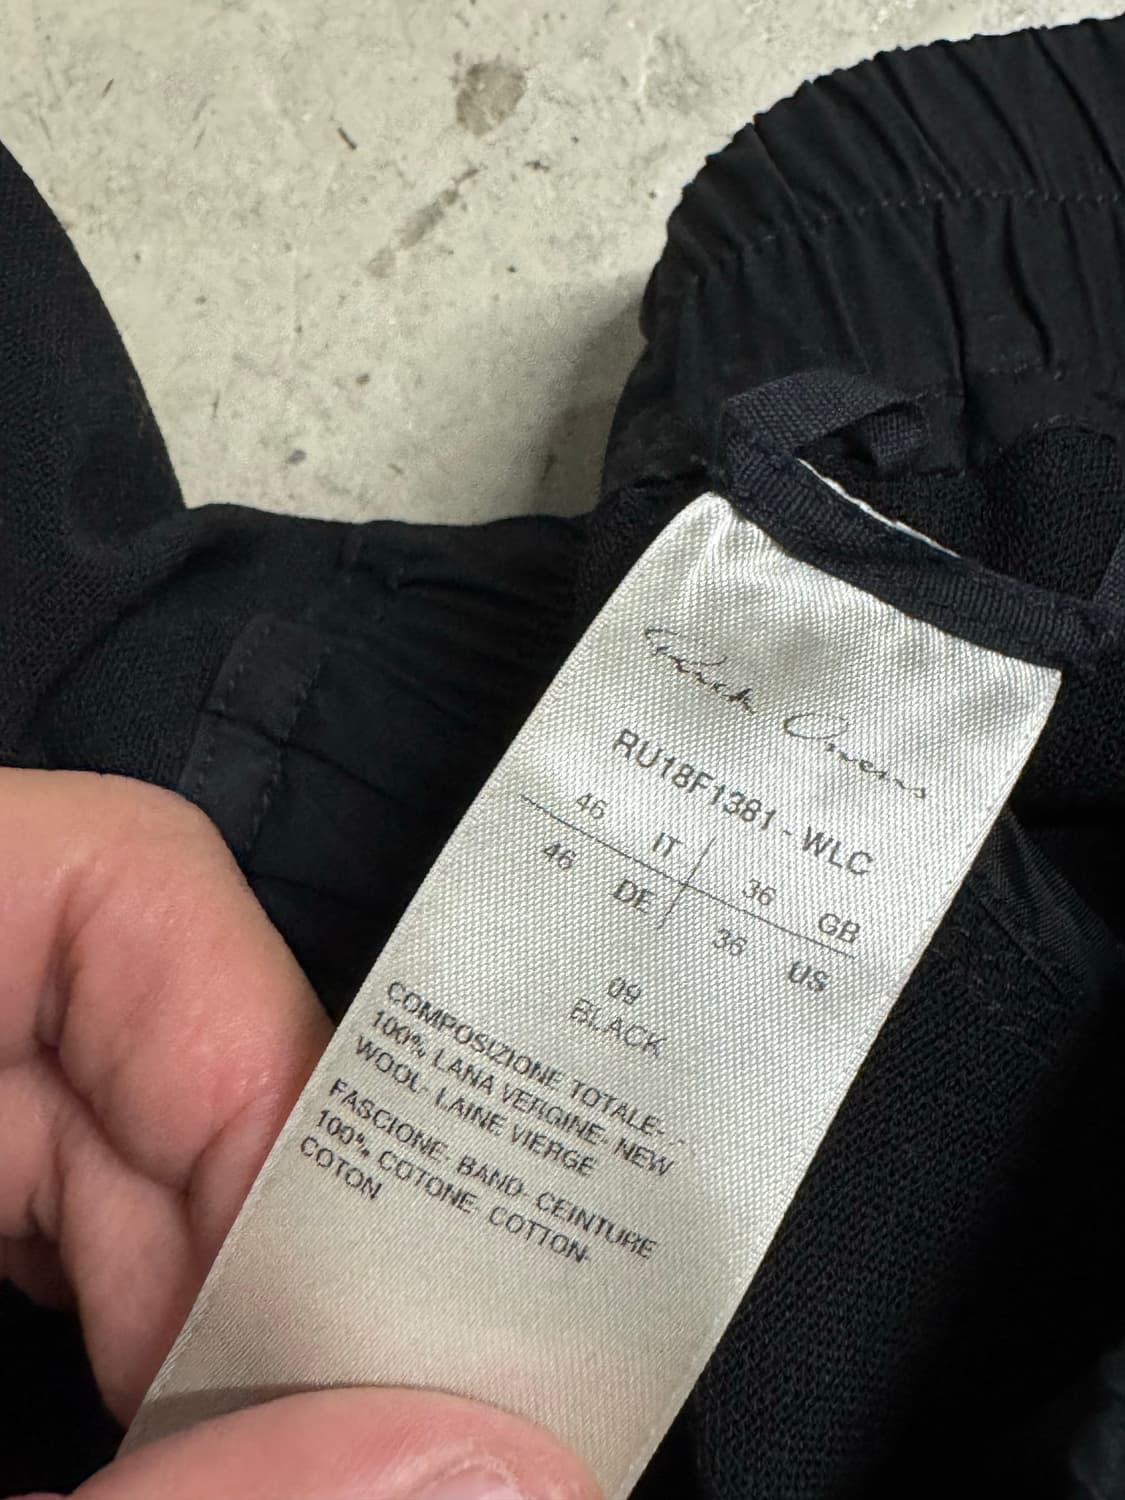 Rick Owens
RU18F1381 - WLC
46 IT 36 GB
46 DE 36 US
09
BLACK
COMPOSIZIONE TOTALE-
100% LANA VERGINE- NEW
WOOL- LAINE VIERGE
FASCIONE- BAND- CEINTURE
100% COTONE- COTTON-
COTON